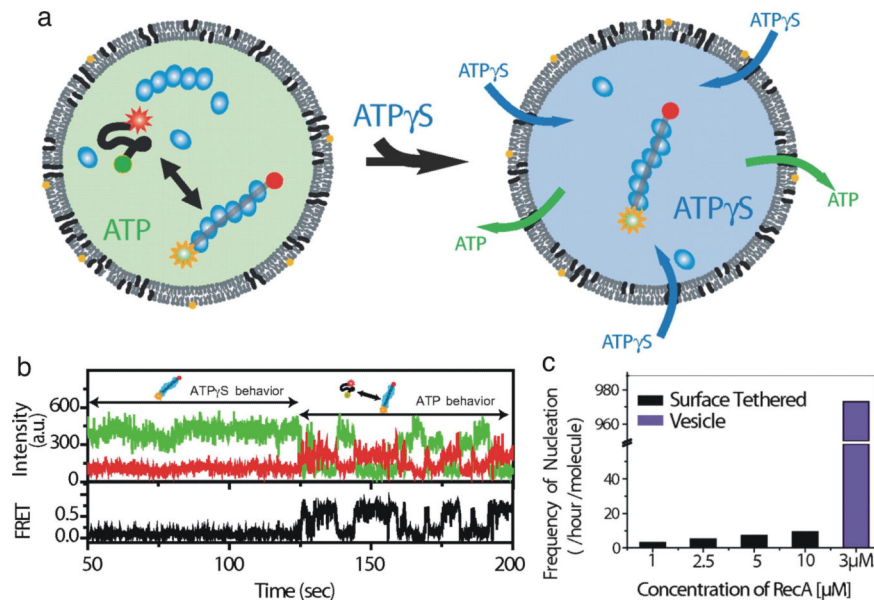 a
ATPγS
ATPγS
ATPγS
ATP
ATPγS
ATP
ATP
ATPγS
b
ATPγS behavior
ATP behavior
Intensity
(a.u.)
600
300
0
FRET
0.5
0.0
50
100
150
200
Time (sec)
c
Surface Tethered
Vesicle
Frequency of Nucleation
( /hour /molecule)
980
960
60
40
20
0
1
2.5
5
10
3μM
Concentration of RecA [μM]